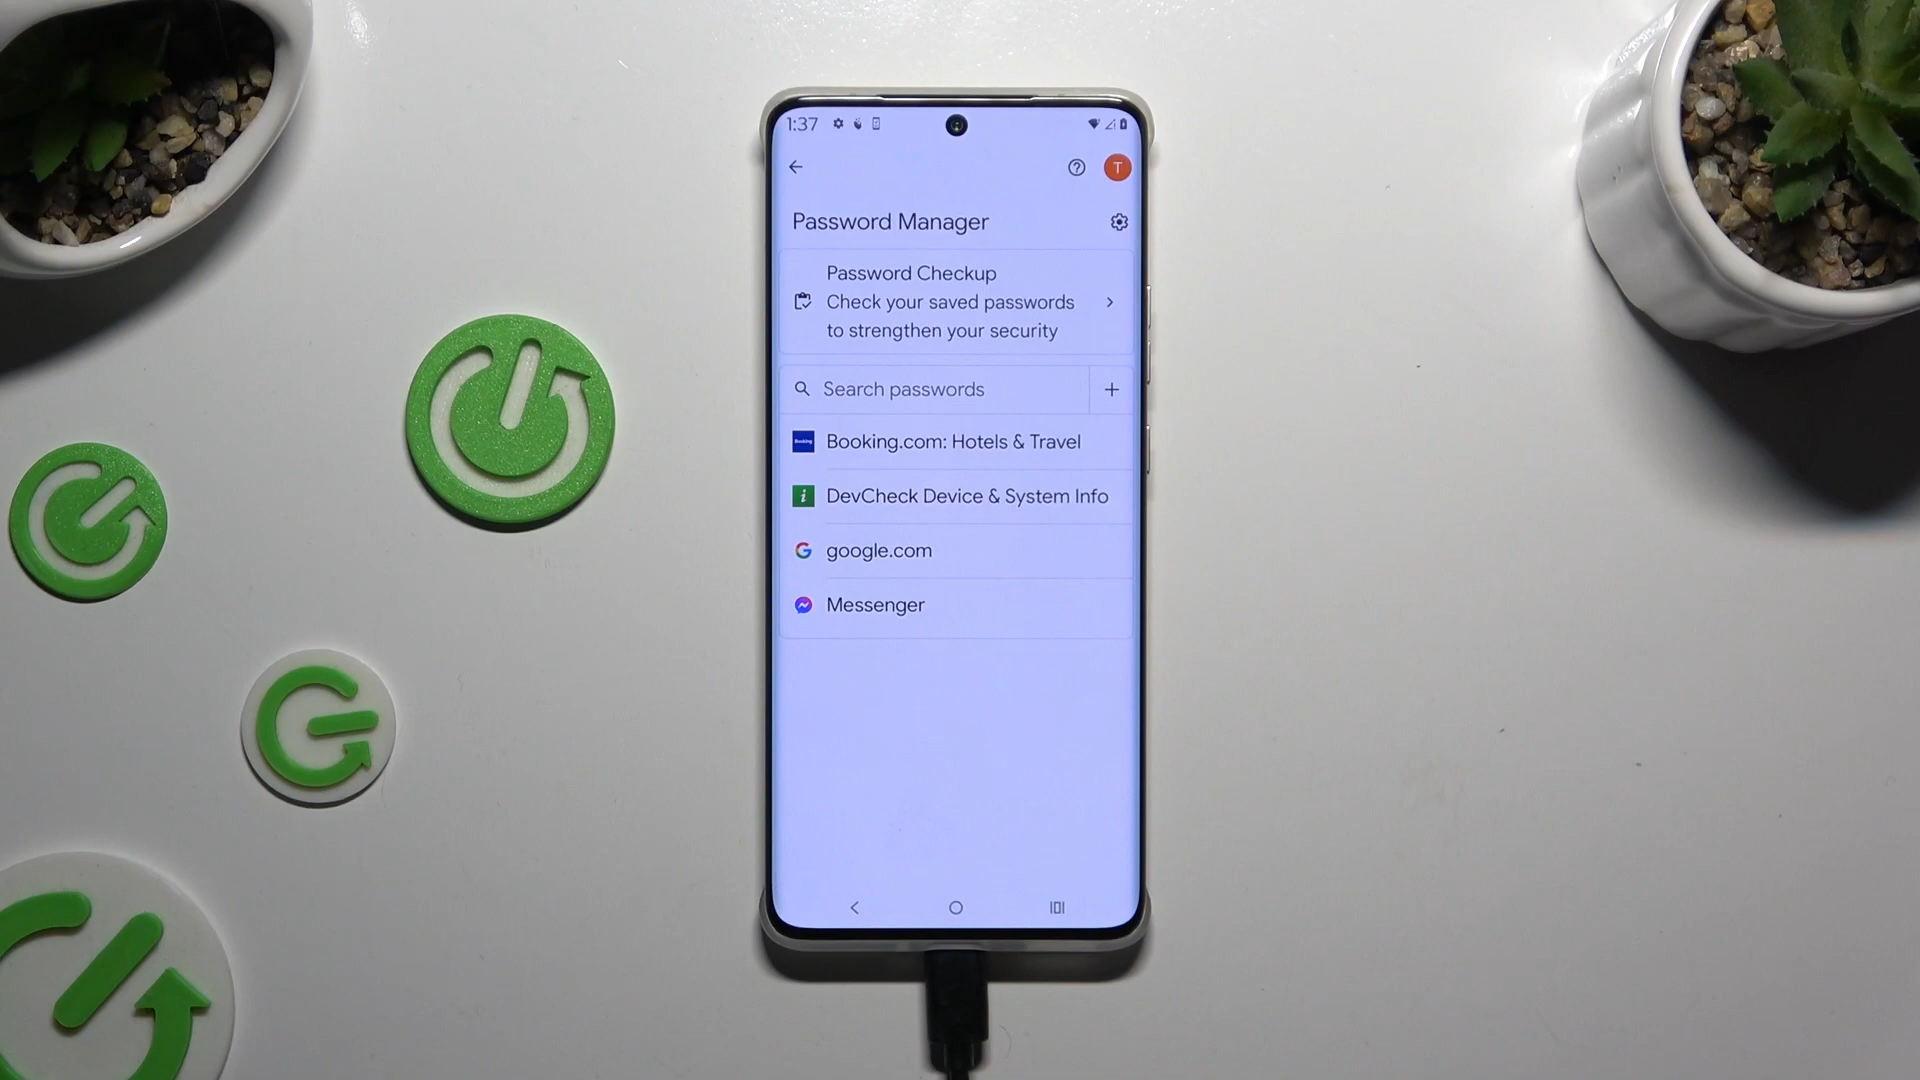 1:37
T
Password Manager
Password Checkup
Check your saved passwords
to strengthen your security
Search passwords
Booking.com: Hotels & Travel
DevCheck Device & System Info
google.com
Messenger